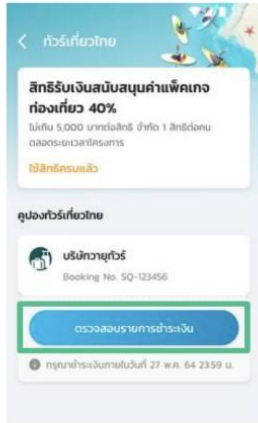 ทัวร์เที่ยวไทย
สิทธิรับเงินสนับสนุนค่าแพ็คเกจ
ท่องเที่ยว 40%
ไม่เกิน 5,000 บาทต่อสิทธิ จำกัด 1 สิทธิต่อคน
ตลอดระยะเวลาโครงการ
ใช้สิทธิครบแล้ว
คูปองทัวร์เที่ยวไทย
บริษัทวายุทัวร์
Booking No. SQ-123456
ตรวจสอบรายการชำระเงิน
กรุณาชำระเงินภายในวันที่ 27 พ.ค. 64 23.59 น.